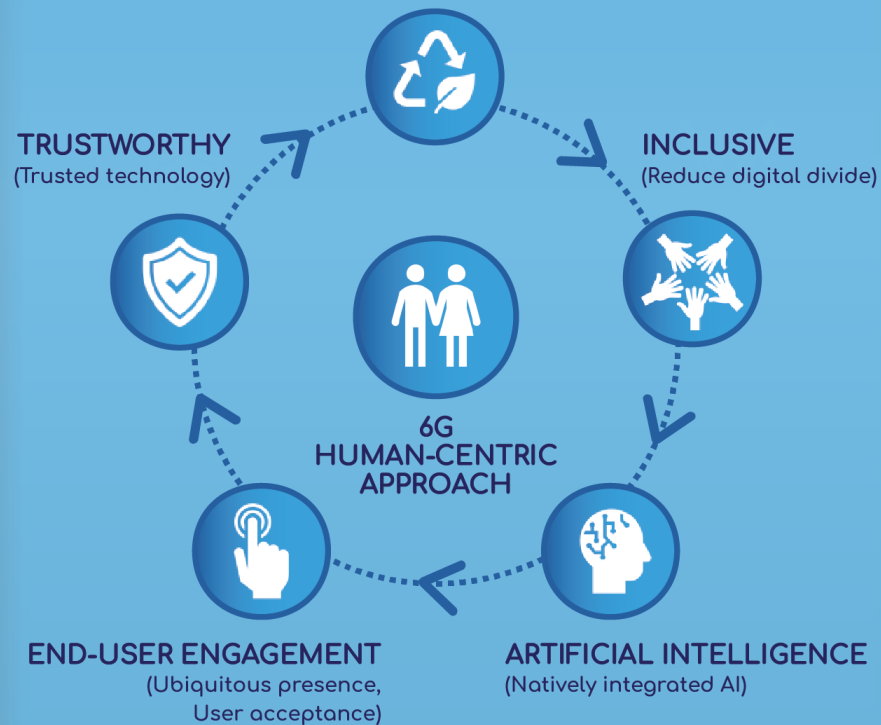 TRUSTWORTHY
(Trusted technology)
INCLUSIVE
(Reduce digital divide)
6G
HUMAN-CENTRIC
APPROACH
END-USER ENGAGEMENT
(Ubiquitous presence,
User acceptance)
ARTIFICIAL INTELLIGENCE
(Natively integrated AI)